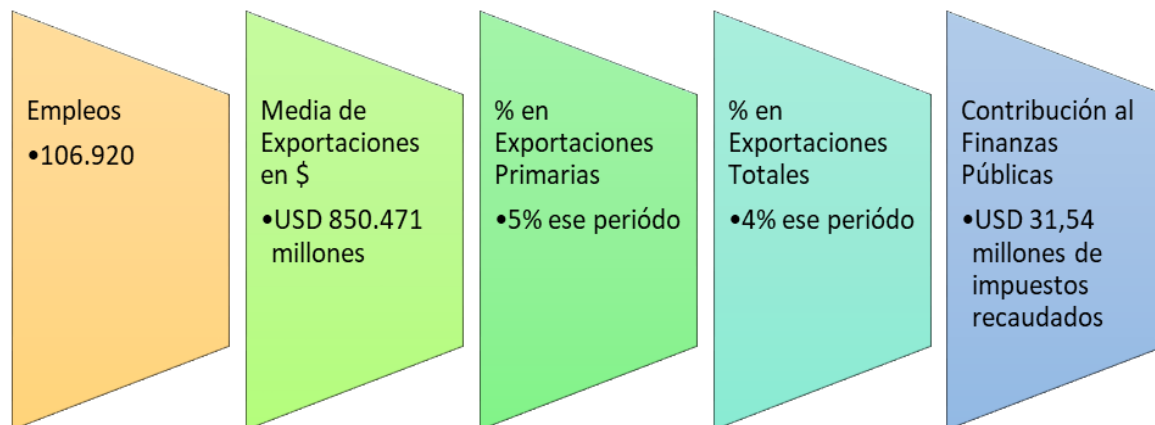 Empleos
•106.920
Media de
Exportaciones
en $
•USD 850.471
millones
% en
Exportaciones
Primarias
•5% ese periódo
% en
Exportaciones
Totales
•4% ese periódo
Contribución al
Finanzas
Públicas
•USD 31,54
millones de
impuestos
recaudados